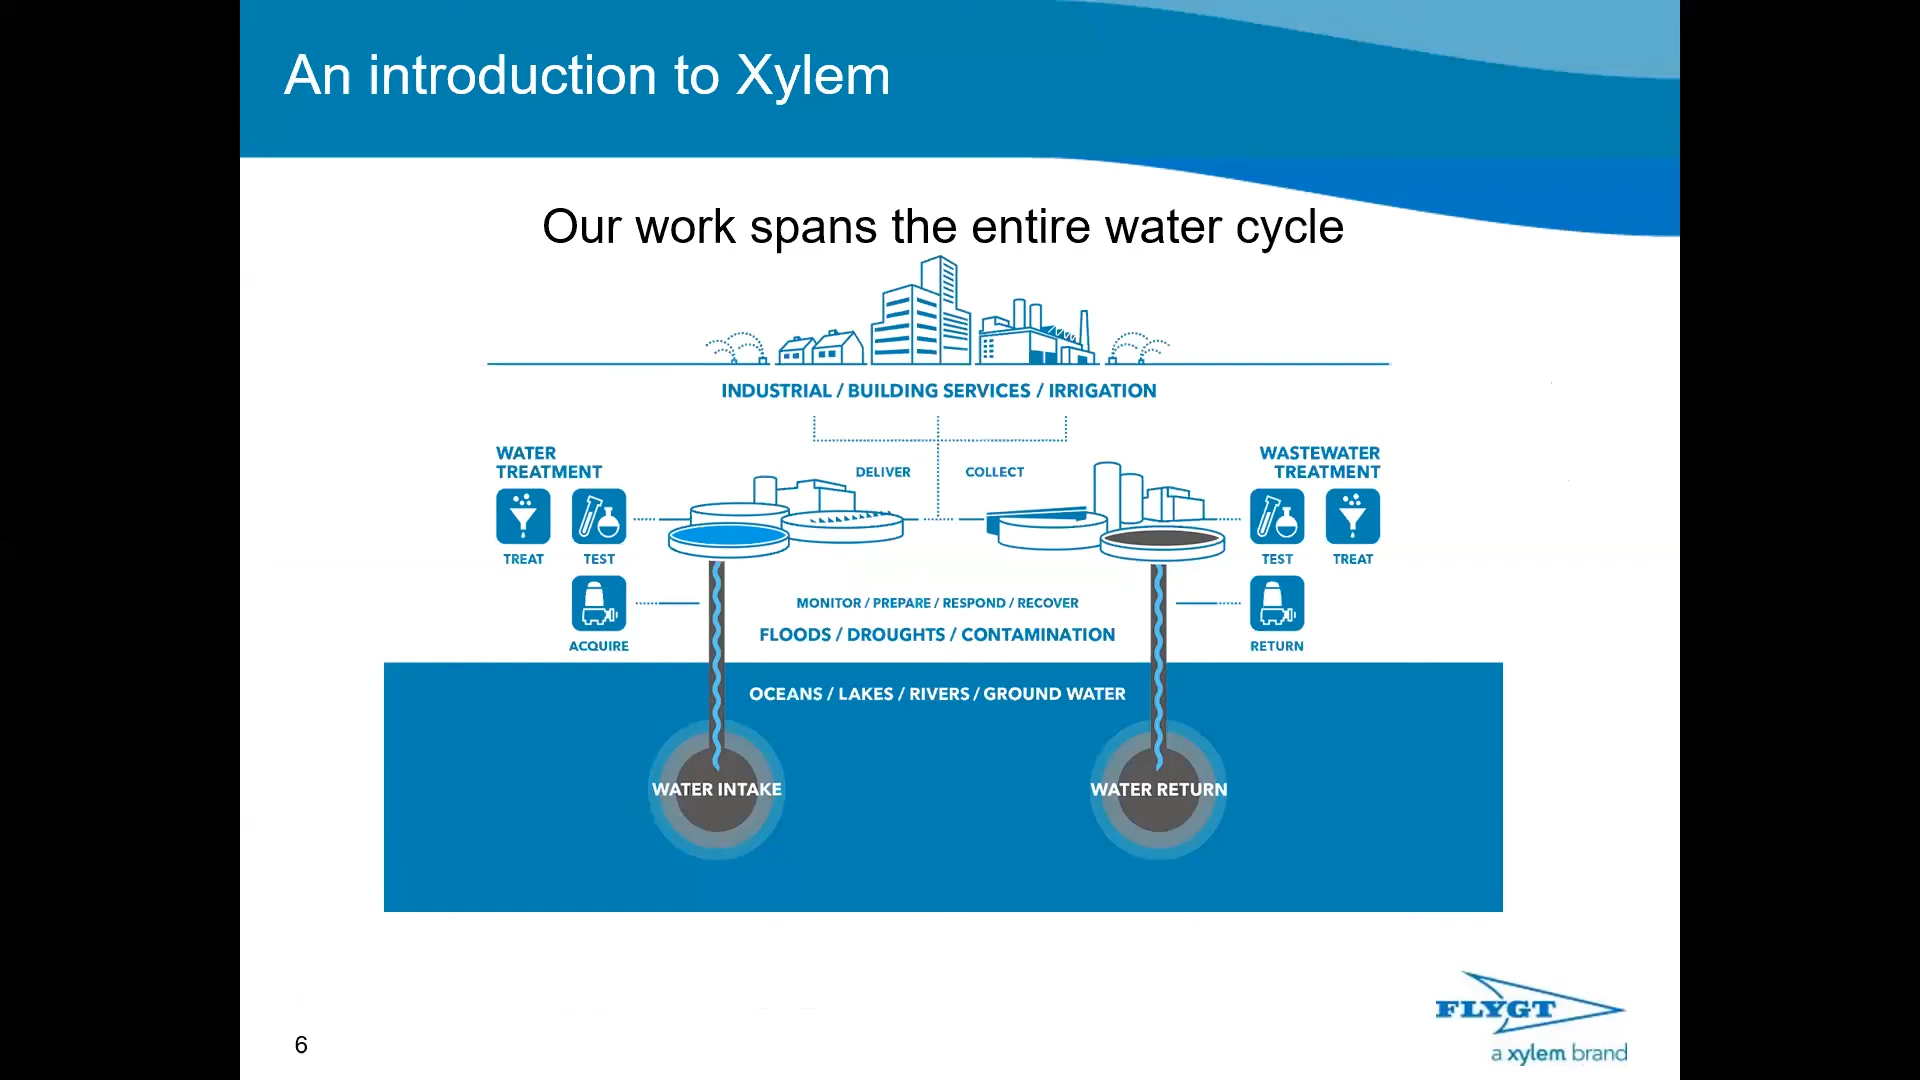 An introduction to Xylem
Our work spans the entire water cycle
INDUSTRIAL / BUILDING SERVICES / IRRIGATION
WATER
TREATMENT
DELIVER
COLLECT
WASTEWATER
TREATMENT
TREAT
TEST
TEST
TREAT
MONITOR / PREPARE / RESPOND / RECOVER
FLOODS / DROUGHTS / CONTAMINATION
ACQUIRE
RETURN
OCEANS / LAKES / RIVERS / GROUND WATER
WATER INTAKE
WATER RETURN
FLYGT
a xylem brand
6